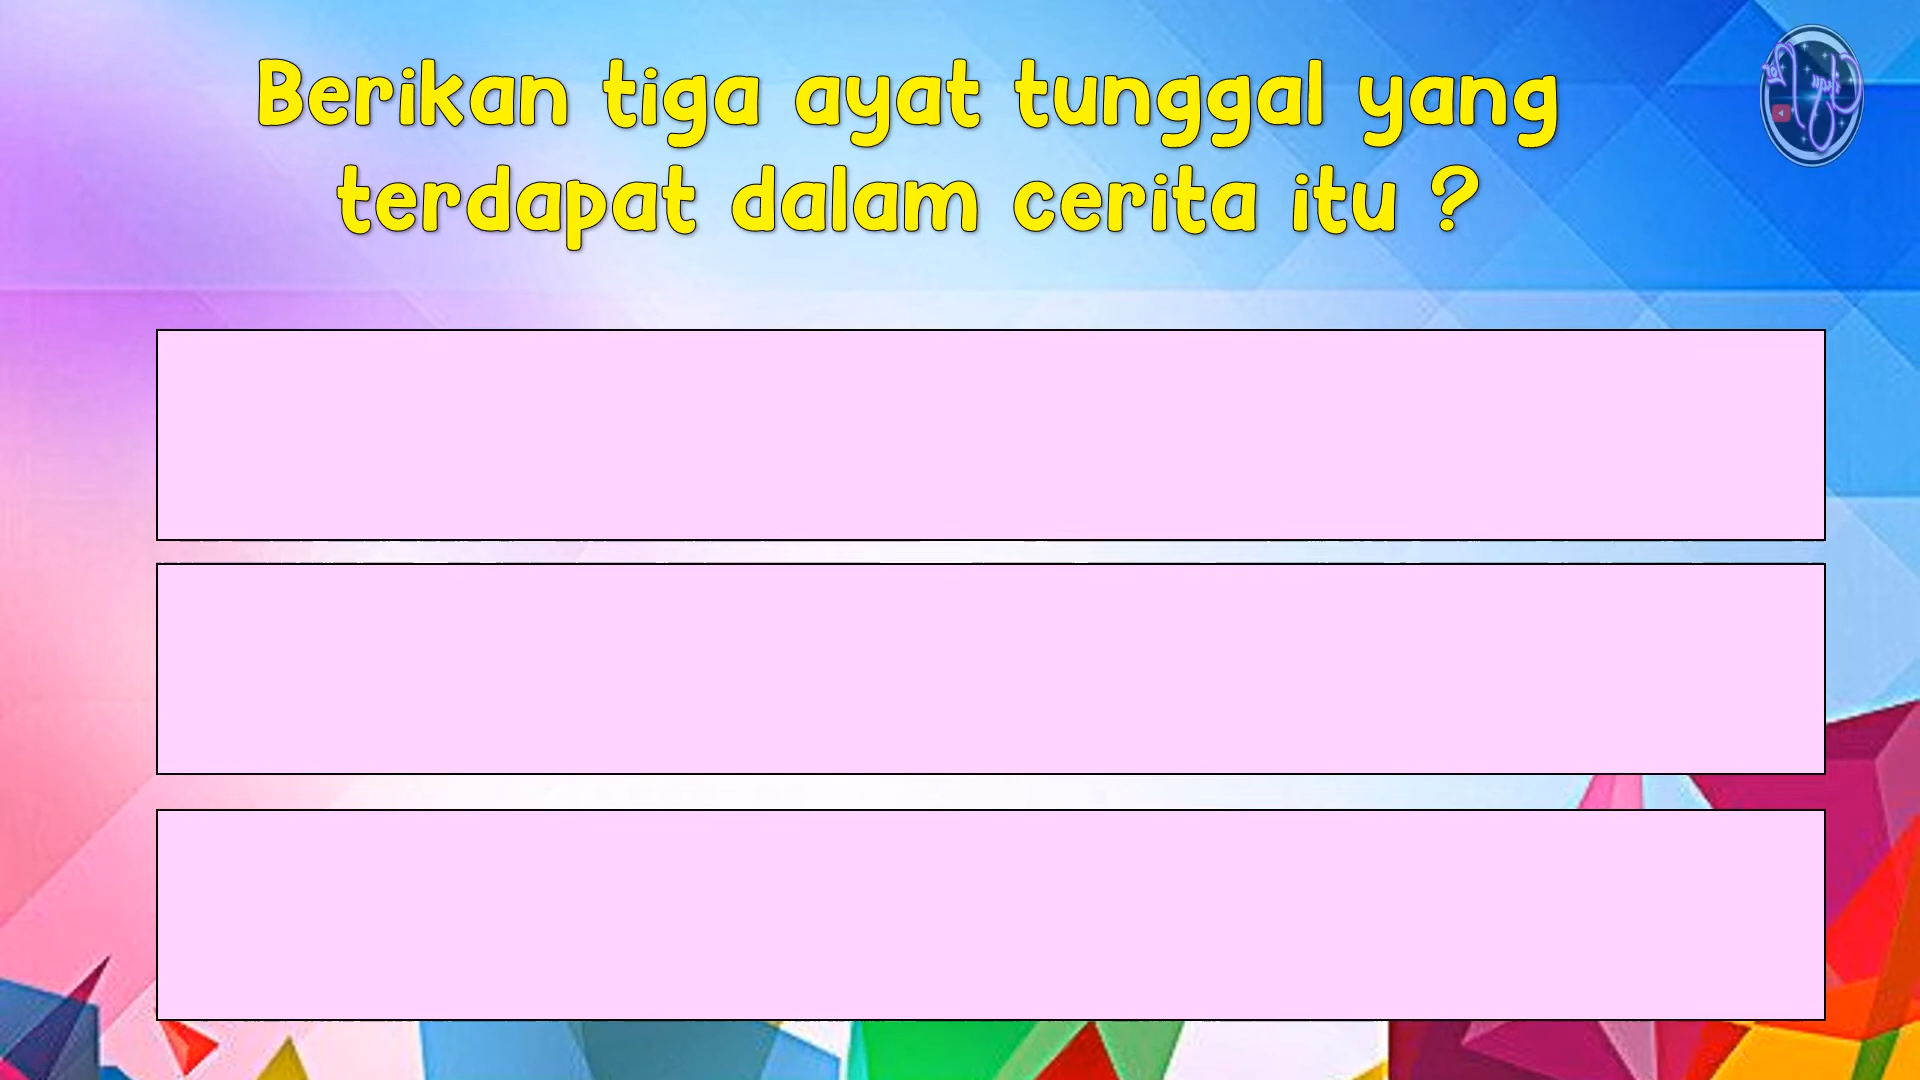 Berikan tiga ayat tunggal yang
terdapat dalam cerita itu ?